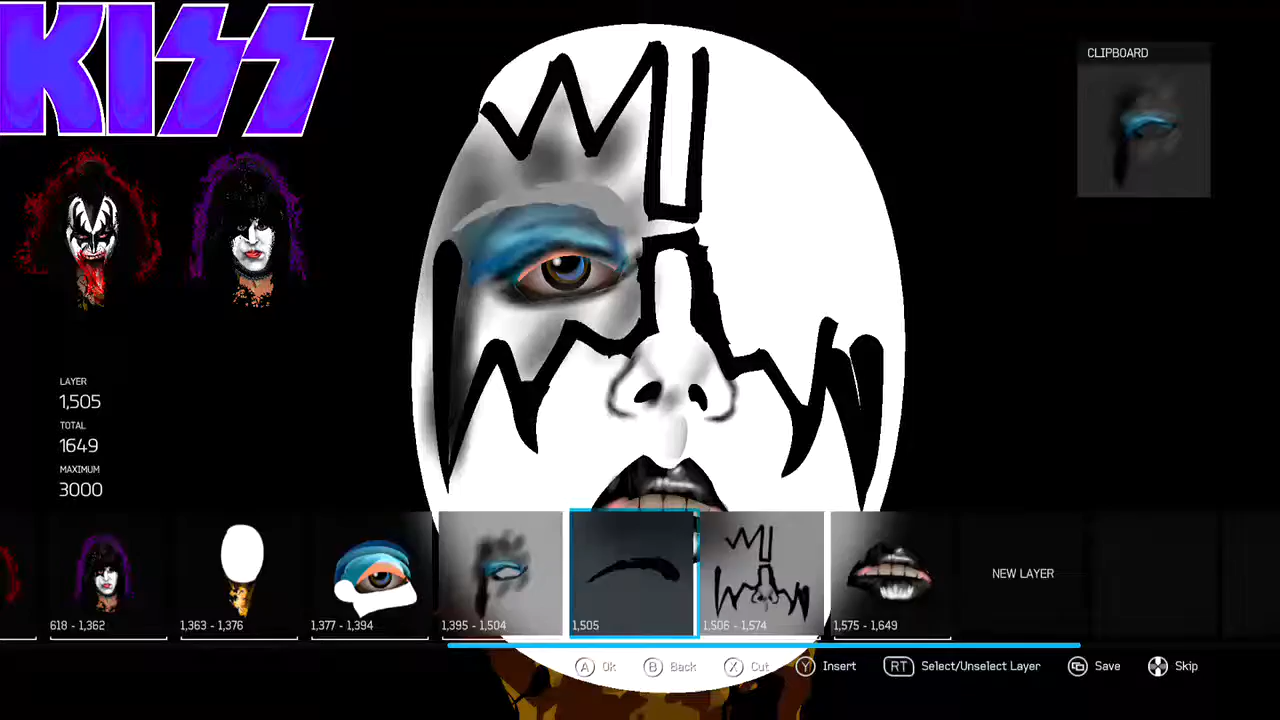 KISS
CLIPBOARD
LAYER
1,505
TOTAL
1649
MAXIMUM
3000
618 - 1,362
1,363 - 1,376
1,377 - 1,394
1,395 - 1,504
1,505
1,506 - 1,574
1,575 - 1,649
NEW LAYER
A Ok
B Back
X Cut
Y Insert
RT Select/Unselect Layer
Save
Skip